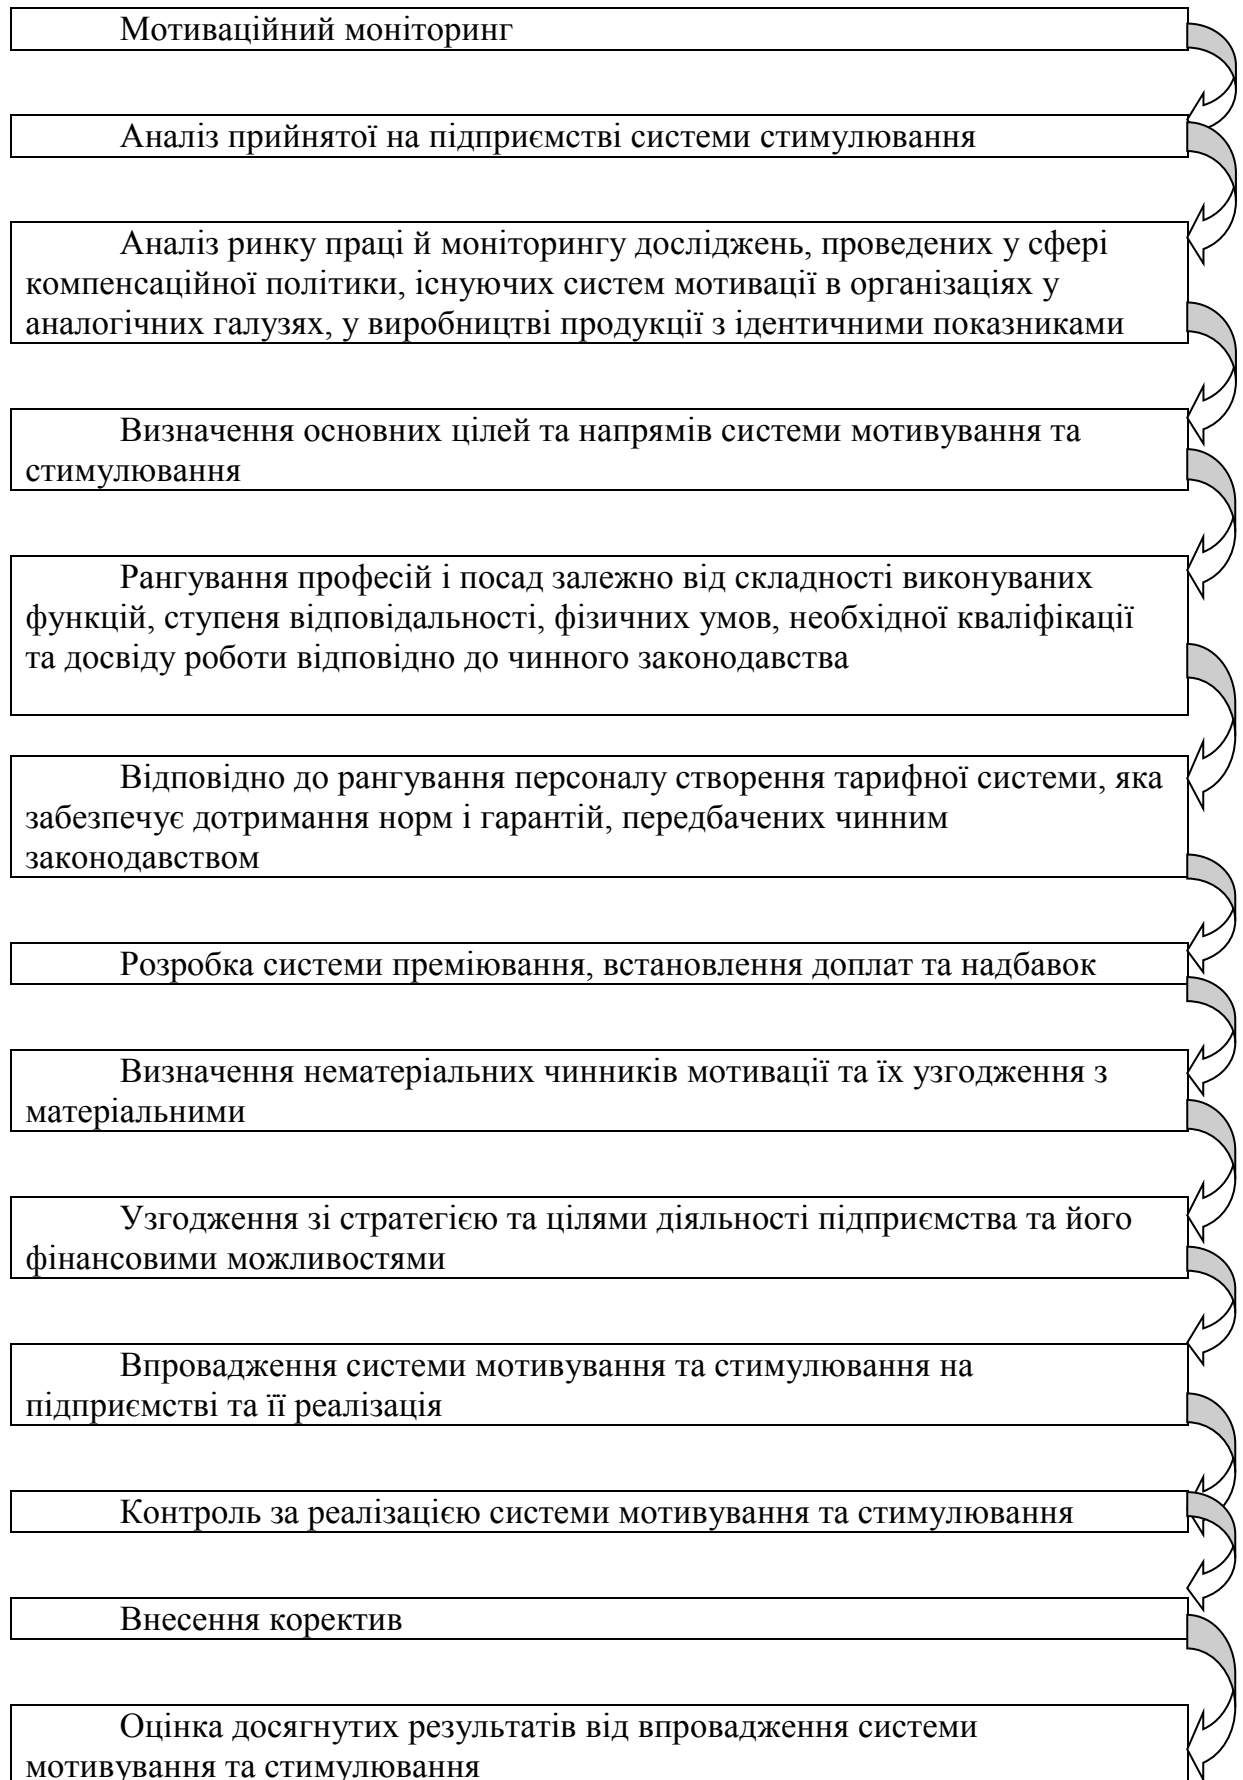 Мотиваційний моніторинг
Аналіз прийнятої на підприємстві системи стимулювання
Аналіз ринку праці й моніторингу досліджень, проведених у сфері
компенсаційної політики, існуючих систем мотивації в організаціях у
аналогічних галузях, у виробництві продукції з ідентичними показниками
Визначення основних цілей та напрямів системи мотивування та
стимулювання
Рангування професій і посад залежно від складності виконуваних
функцій, ступеня відповідальності, фізичних умов, необхідної кваліфікації
та досвіду роботи відповідно до чинного законодавства
Відповідно до рангування персоналу створення тарифної системи, яка
забезпечує дотримання норм і гарантій, передбачених чинним
законодавством
Розробка системи преміювання, встановлення доплат та надбавок
Визначення нематеріальних чинників мотивації та їх узгодження з
матеріальними
Узгодження зі стратегією та цілями діяльності підприємства та його
фінансовими можливостями
Впровадження системи мотивування та стимулювання на
підприємстві та її реалізація
Контроль за реалізацією системи мотивування та стимулювання
Внесення коректив
Оцінка досягнутих результатів від впровадження системи
мотивування та стимулювання